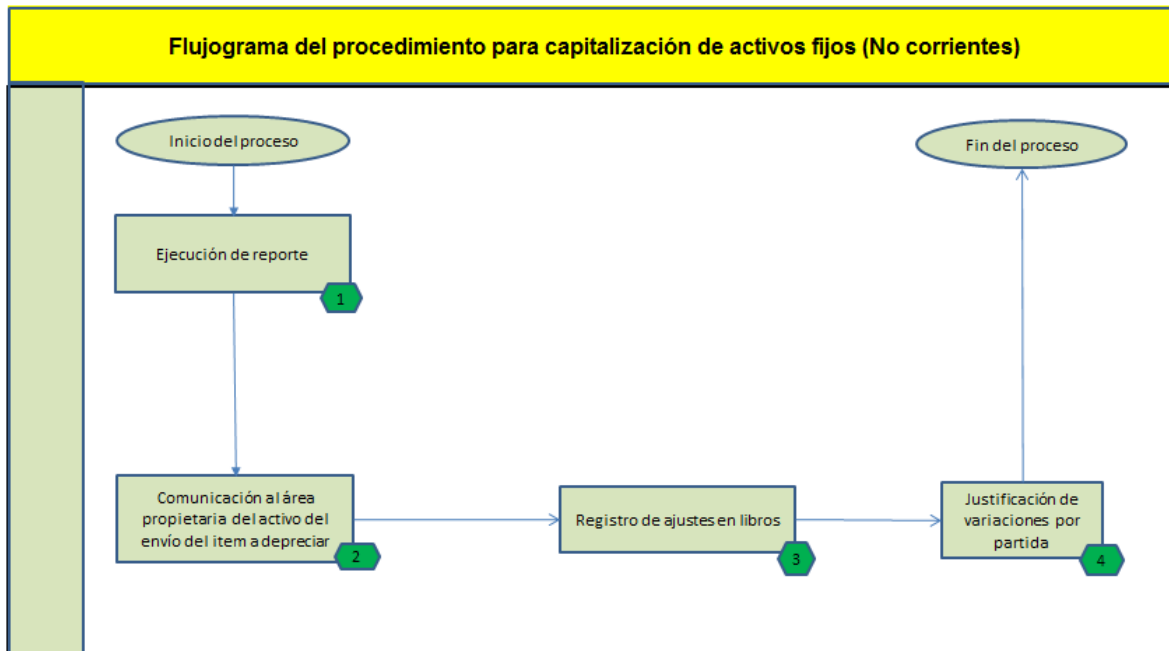 Flujograma del procedimiento para capitalización de activos fijos (No corrientes)
Inicio del proceso
Fin del proceso
Ejecución de reporte
1
Comunicación al área
propietaria del activo del
envío del item a depreciar
2
Registro de ajustes en libros
3
Justificación de
variaciones por
partida
4